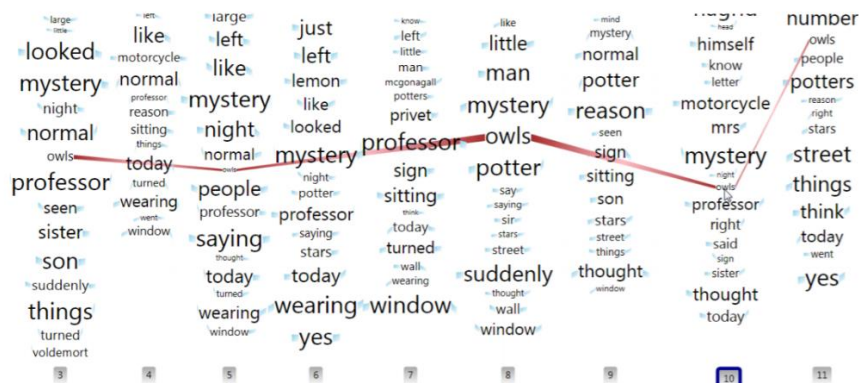 large
little
looked
mystery
night
normal
owls
professor
seen
sister
son
suddenly
things
turned
voldemort
3
left
like
motorcycle
normal
professor
reason
sitting
things
today
turned
wearing
went
window
4
large
left
like
mystery
night
normal
owls
people
professor
saying
thought
today
turned
wearing
window
5
just
left
lemon
like
looked
mystery
night
potter
professor
saying
stars
today
wearing
yes
6
know
left
little
man
mcgonagall
potters
privet
professor
sign
sitting
think
today
turned
wall
wearing
window
7
like
little
man
mystery
owls
potter
say
saying
sir
stars
street
suddenly
thought
wall
window
8
mind
mystery
normal
potter
reason
seen
sign
sitting
son
stars
street
things
thought
window
9
hagrid
head
himself
know
letter
motorcycle
mrs
mystery
night
owls
professor
right
said
sign
sister
thought
today
10
number
owls
people
potters
reason
right
stars
street
things
think
today
went
yes
11